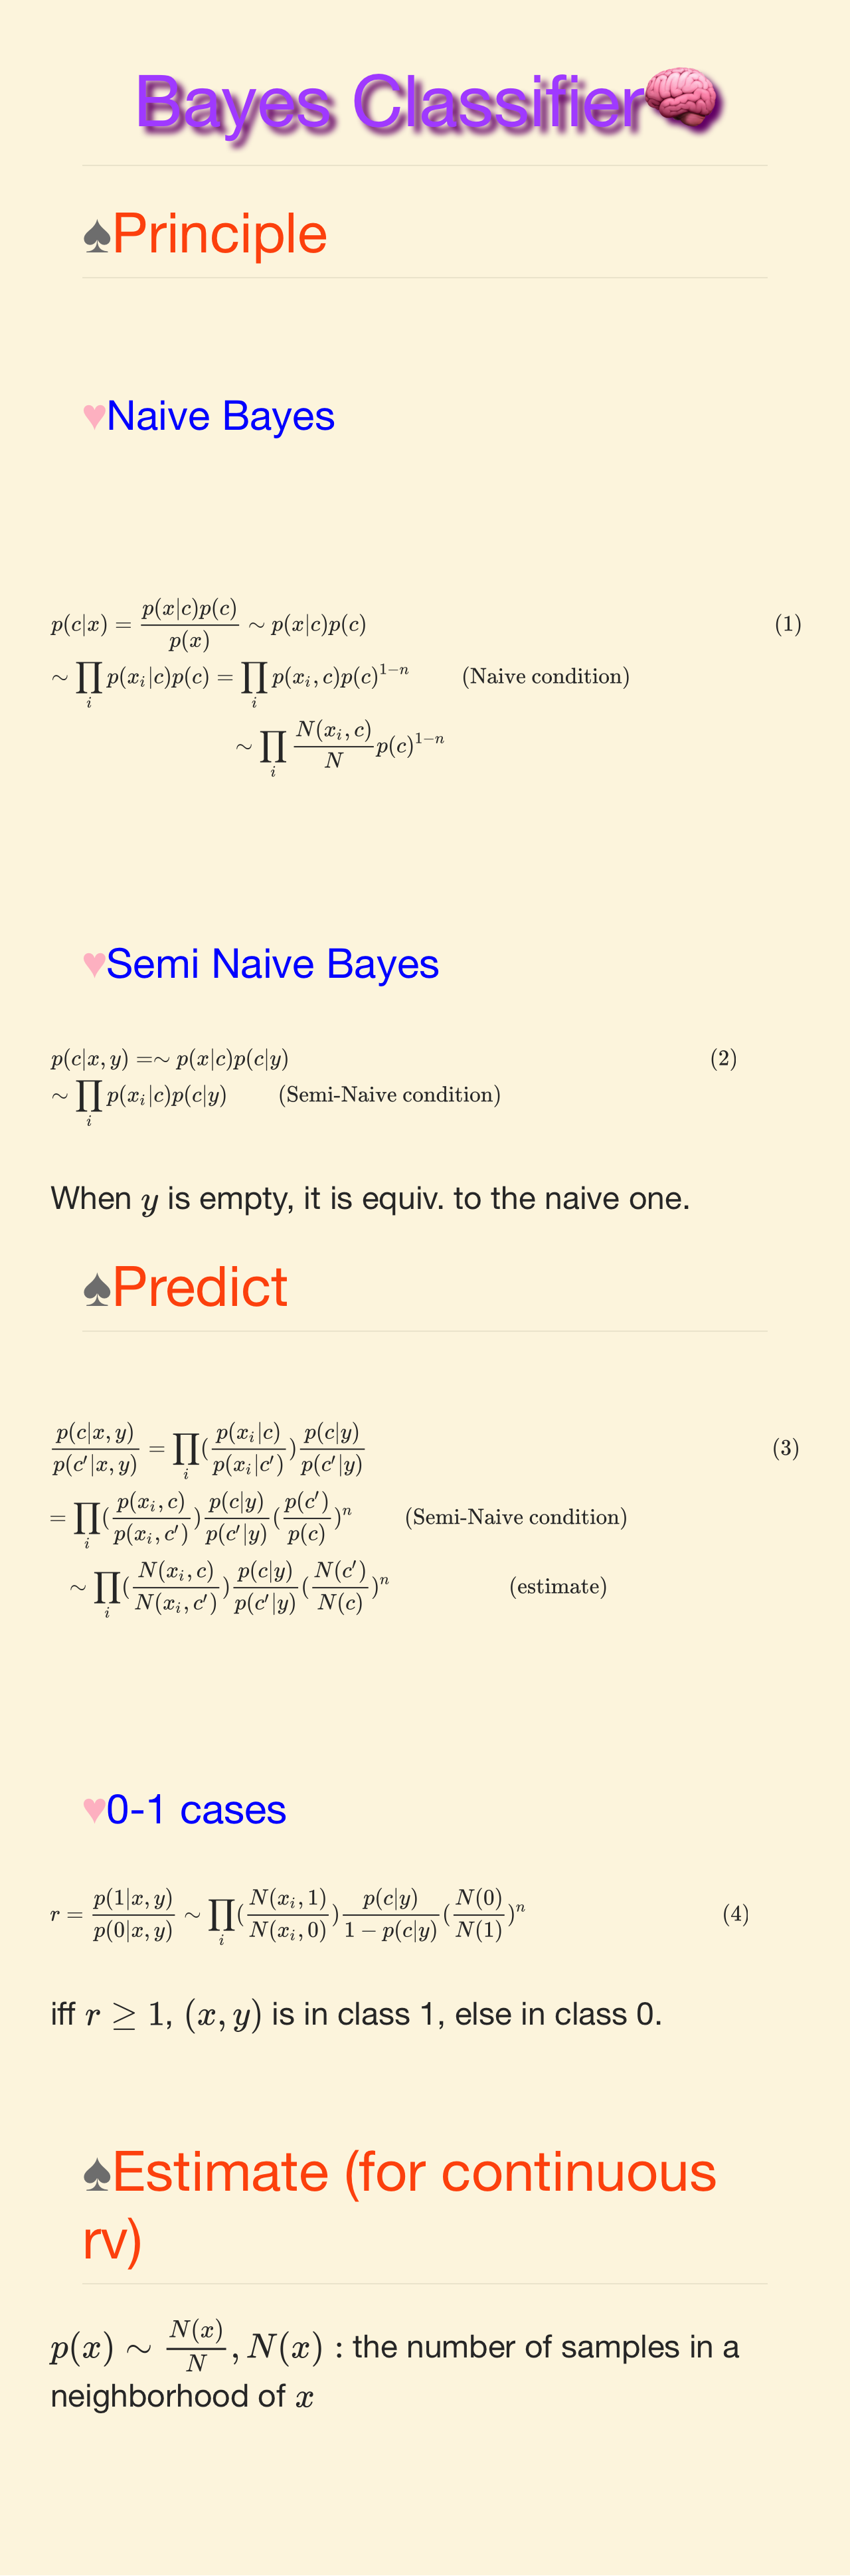 Bayes Classifier🧠
♠Principle
♥Naive Bayes
$p(c|x) = \frac{p(x|c)p(c)}{p(x)} \sim p(x|c)p(c)$ (1)
$\sim \prod_i p(x_i|c)p(c) = \prod_i p(x_i, c)p(c)^{1-n}$ (Naive condition)
$\sim \prod_i \frac{N(x_i, c)}{N} p(c)^{1-n}$
♥Semi Naive Bayes
$p(c|x, y) =\sim p(x|c)p(c|y)$ (2)
$\sim \prod_i p(x_i|c)p(c|y)$ (Semi-Naive condition)
When $y$ is empty, it is equiv. to the naive one.
♠Predict
$\frac{p(c|x, y)}{p(c'|x, y)} = \prod_i (\frac{p(x_i|c)}{p(x_i|c')}) \frac{p(c|y)}{p(c'|y)}$ (3)
$= \prod_i (\frac{p(x_i, c)}{p(x_i, c')}) \frac{p(c|y)}{p(c'|y)} (\frac{p(c')}{p(c)})^n$ (Semi-Naive condition)
$\sim \prod_i (\frac{N(x_i, c)}{N(x_i, c')}) \frac{p(c|y)}{p(c'|y)} (\frac{N(c')}{N(c)})^n$ (estimate)
♥0-1 cases
$r = \frac{p(1|x, y)}{p(0|x, y)} \sim \prod_i (\frac{N(x_i, 1)}{N(x_i, 0)}) \frac{p(c|y)}{1 - p(c|y)} (\frac{N(0)}{N(1)})^n$ (4)
iff $r \geq 1$, $(x, y)$ is in class 1, else in class 0.
♠Estimate (for continuous
rv)
$p(x) \sim \frac{N(x)}{N}, N(x) :$ the number of samples in a
neighborhood of $x$